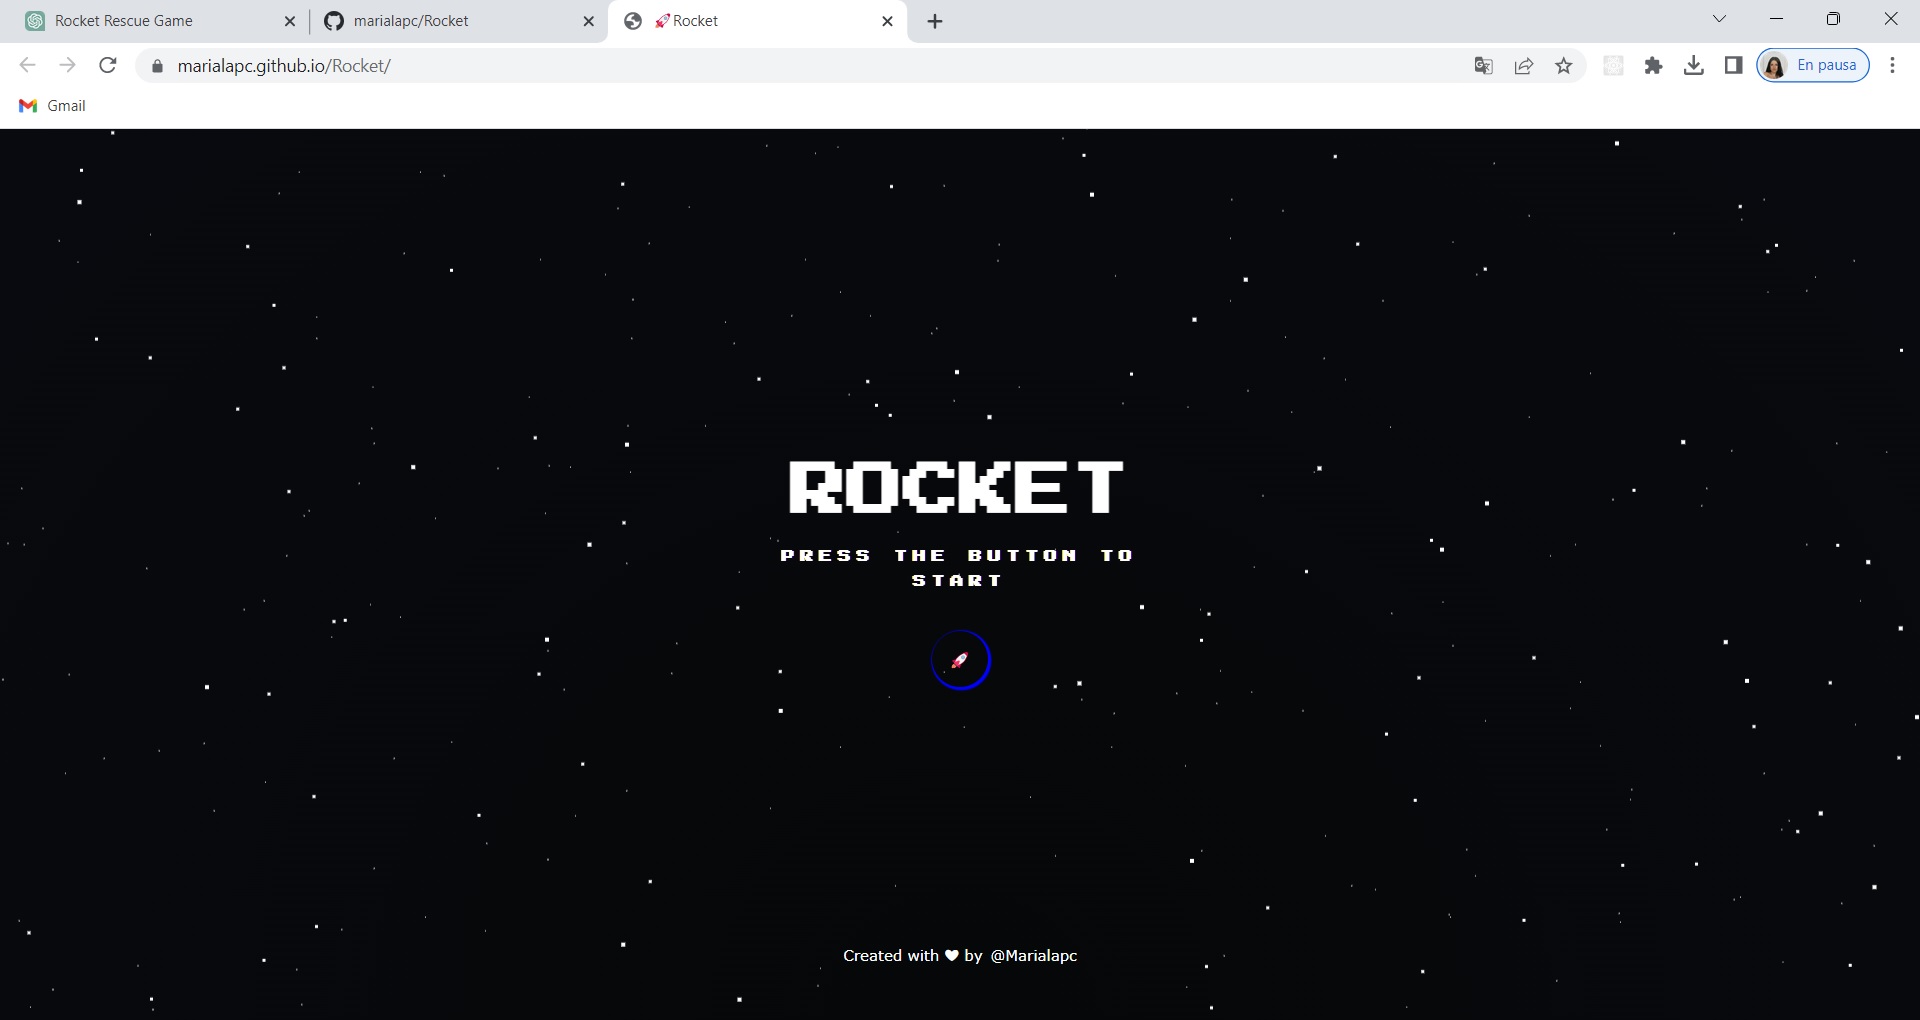 Rocket Rescue Game
marialapc/Rocket
🚀Rocket
marialapc.github.io/Rocket/
En pausa
Gmail
ROCKET
PRESS THE BUTTON TO
START
Created with ♥ by @Marialapc